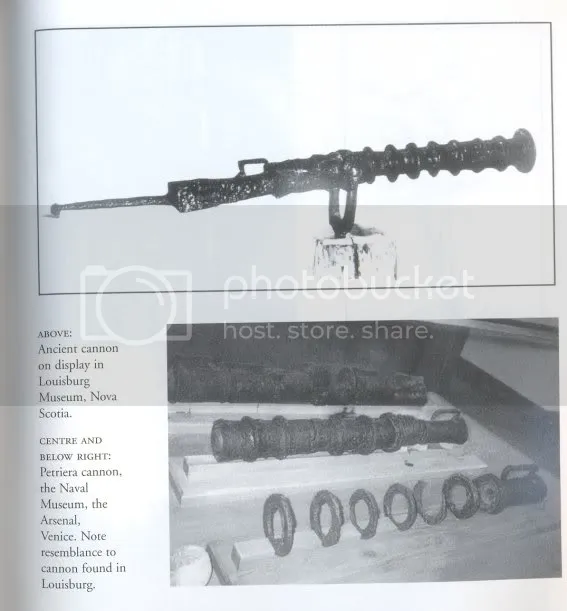 photobucket
host. store. share.
ABOVE:
Ancient cannon
on display in
Louisburg
Museum, Nova
Scotia.
CENTRE AND
BELOW RIGHT:
Petriera cannon,
the Naval
Museum, the
Arsenal,
Venice. Note
resemblance to
cannon found in
Louisburg.